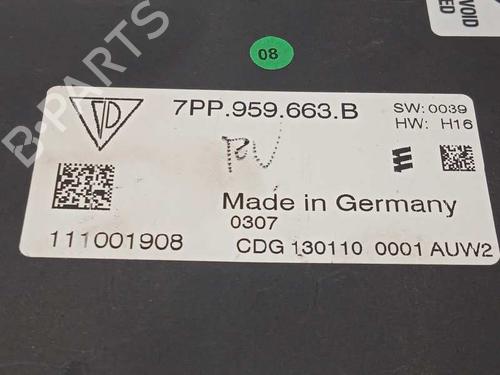 VOID
ED
08
7PP.959.663.B
SW: 0039
HW: H16
Made in Germany
0307
111001908
CDG 130110 0001 AUW2
B-PARTS